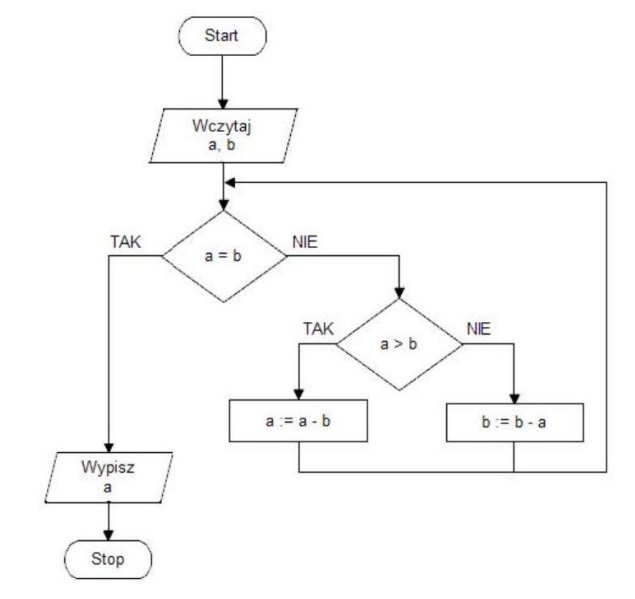 Start
Wczytaj
a, b
TAK
a = b
NIE
TAK
a > b
NIE
a := a - b
b := b - a
Wypisz
a
Stop